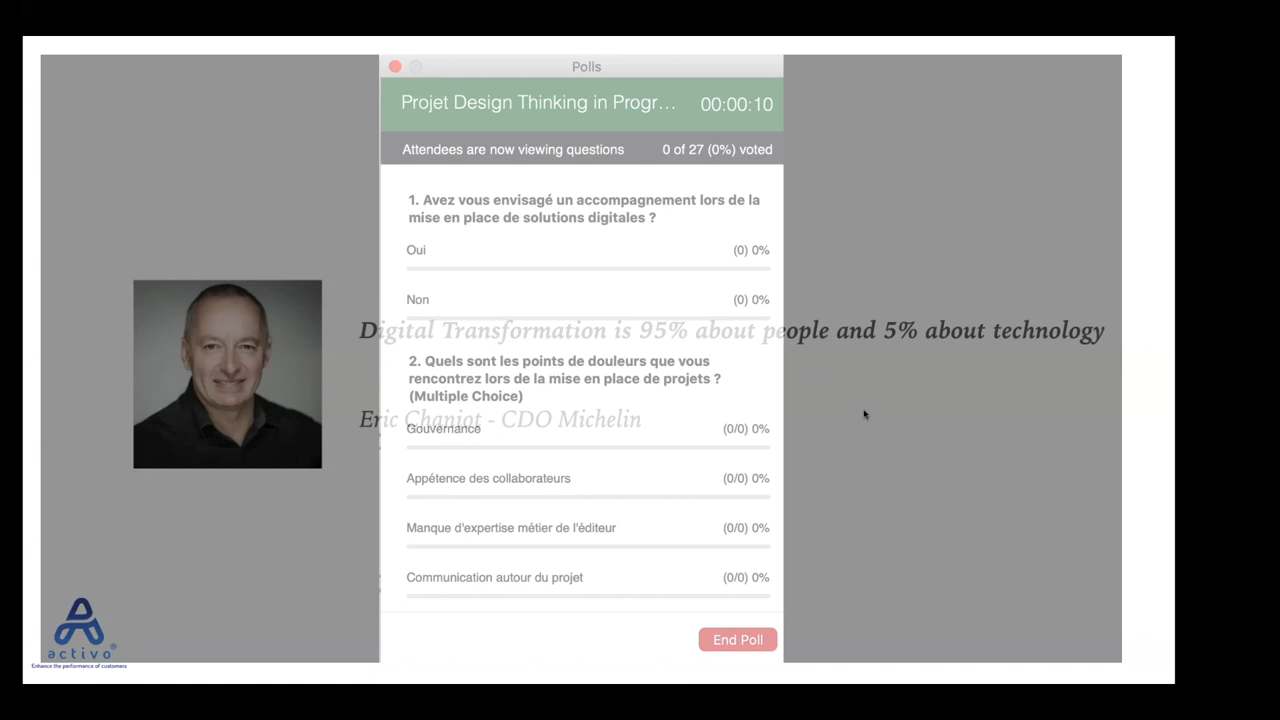 Polls
Projet Design Thinking in Progr…
00:00:10
Attendees are now viewing questions
0 of 27 (0%) voted
1. Avez vous envisagé un accompagnement lors de la
mise en place de solutions digitales ?
Oui
(0) 0%
Non
(0) 0%
Digital Transformation is 95% about people and 5% about technology
2. Quels sont les points de douleurs que vous
rencontrez lors de la mise en place de projets ?
(Multiple Choice)
Eric Chaniot - CDO Michelin
Gouvernance
(0/0) 0%
Appétence des collaborateurs
(0/0) 0%
Manque d'expertise métier de l'éditeur
(0/0) 0%
Communication autour du projet
(0/0) 0%
End Poll
activo®
Enhance the performance of customers